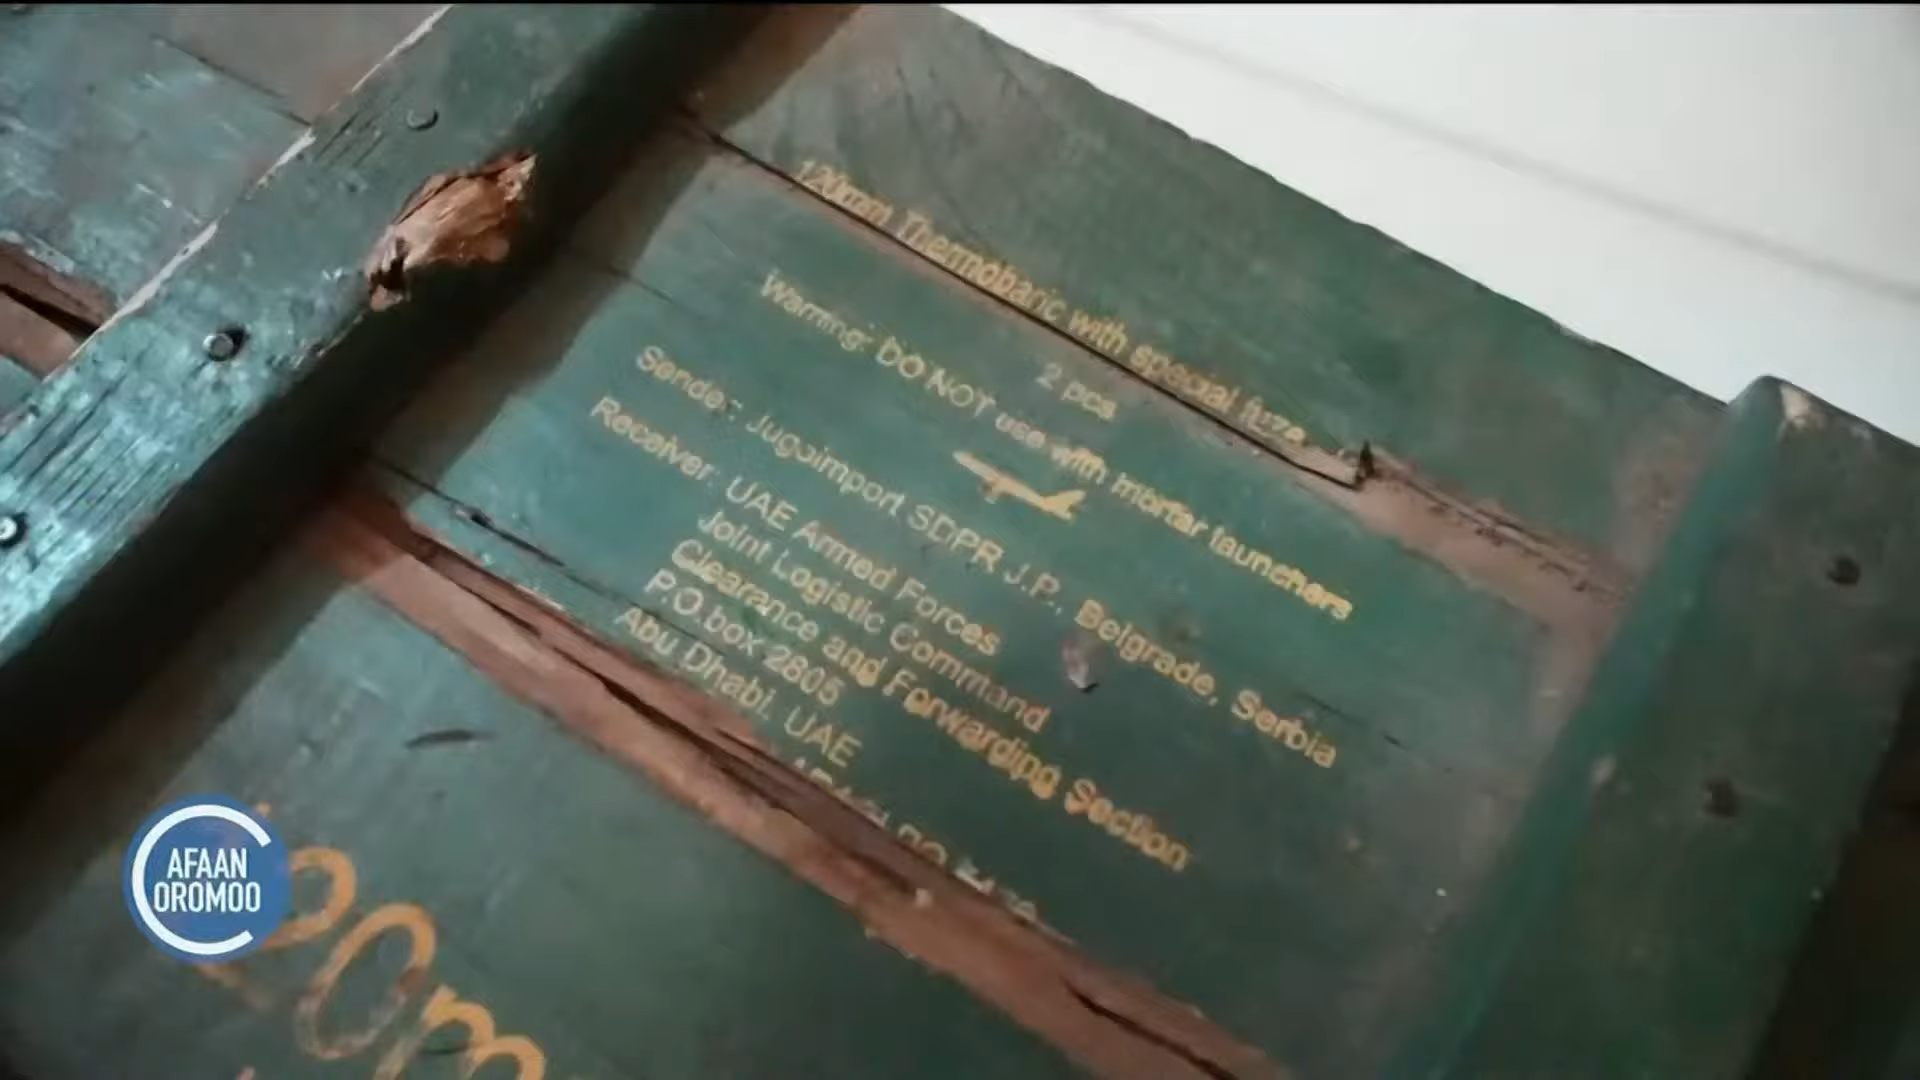 120mm Thermobaric with special fuze
2 pcs
Warning: DO NOT use with mortar launchers
Sender: Jugoimport SDPR J.P., Belgrade, Serbia
Receiver: UAE Armed Forces
Joint Logistic Command
Clearance and Forwarding Section
P.O.box 2805
Abu Dhabi. UAE
120m
AFAAN
OROMOO